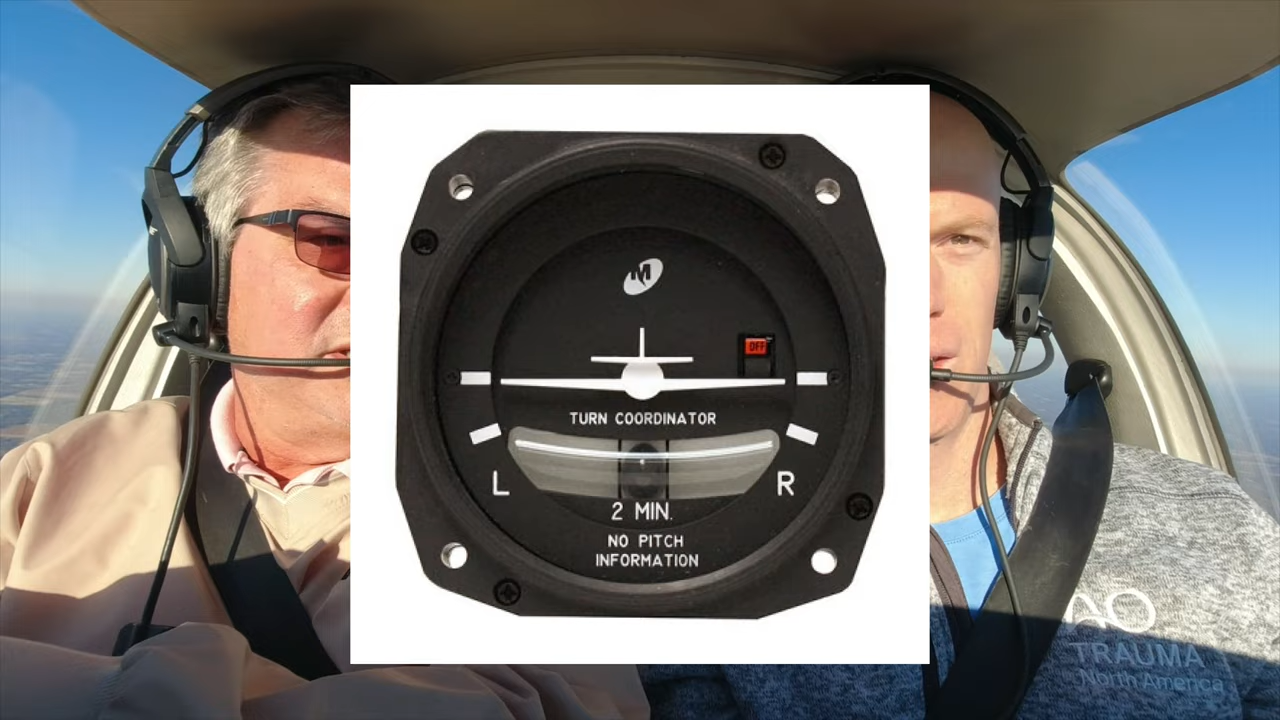 M
OFF
TURN COORDINATOR
L
R
2 MIN.
NO PITCH
INFORMATION
AO
TRAUMA
North America